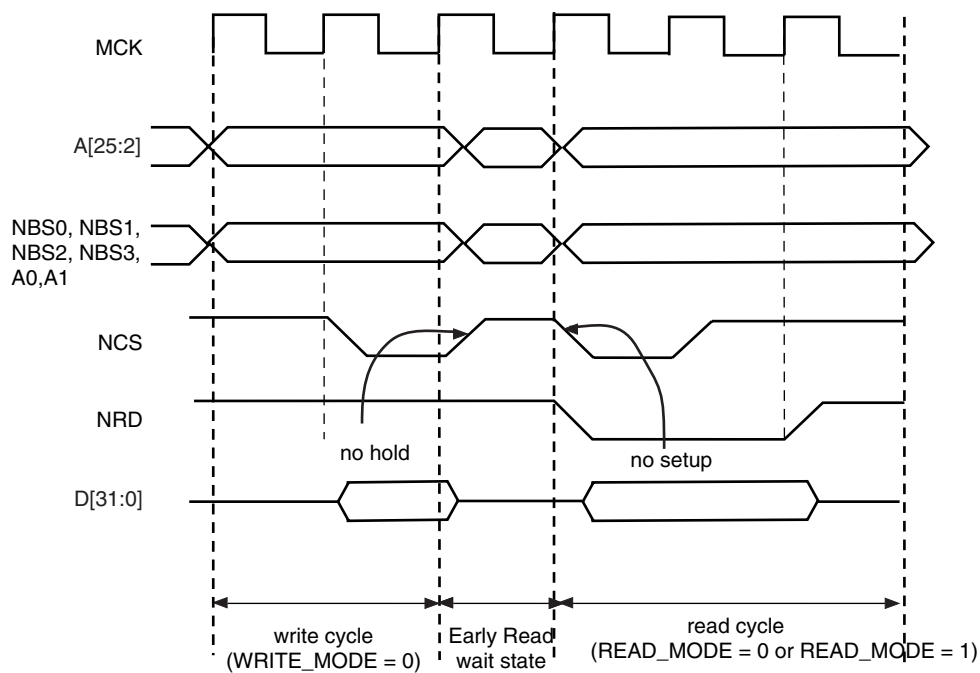 MCK
A[25:2]
NBS0, NBS1,
NBS2, NBS3,
A0,A1
NCS
NRD
no hold
no setup
D[31:0]
write cycle
(WRITE_MODE = 0)
Early Read
wait state
read cycle
(READ_MODE = 0 or READ_MODE = 1)